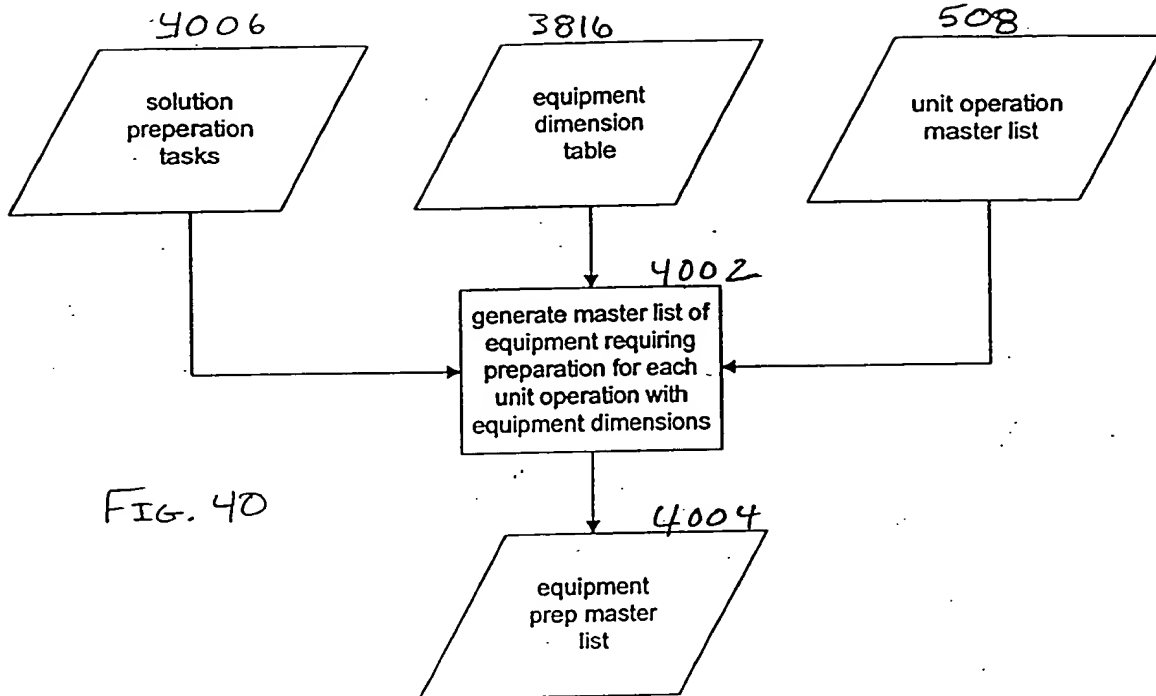 4006
solution
preperation
tasks
3816
equipment
dimension
table
508
unit operation
master list
4002
generate master list of
equipment requiring
preparation for each
unit operation with
equipment dimensions
FIG. 40
4004
equipment
prep master
list